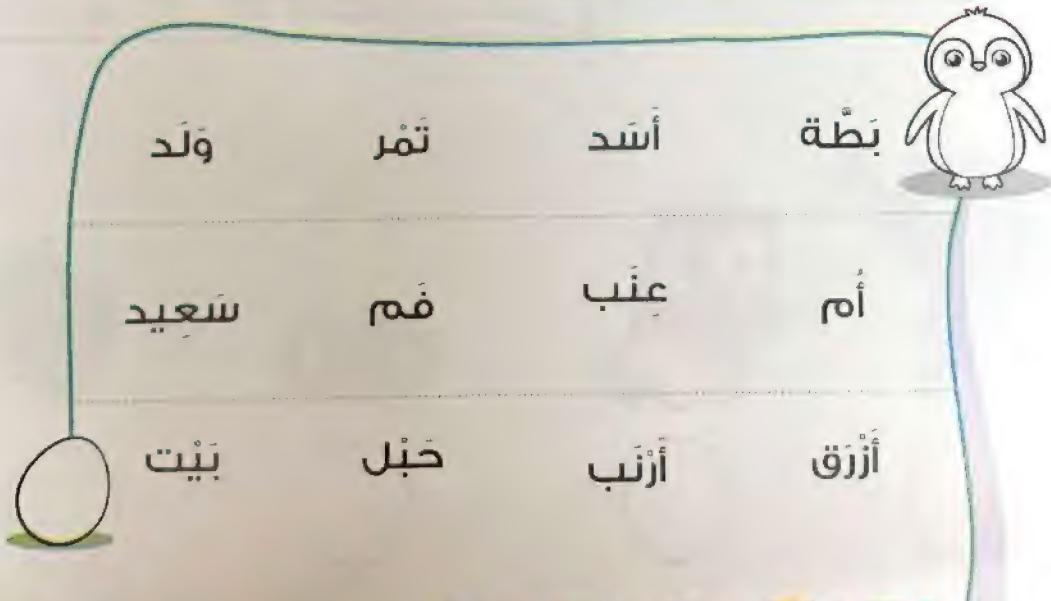 بَطَّة أَسَد تَمْر وَلَد
أُم عِنَب فَم سَعِيد
أَزْرَق أَرْنَب حَبْل بَيْت